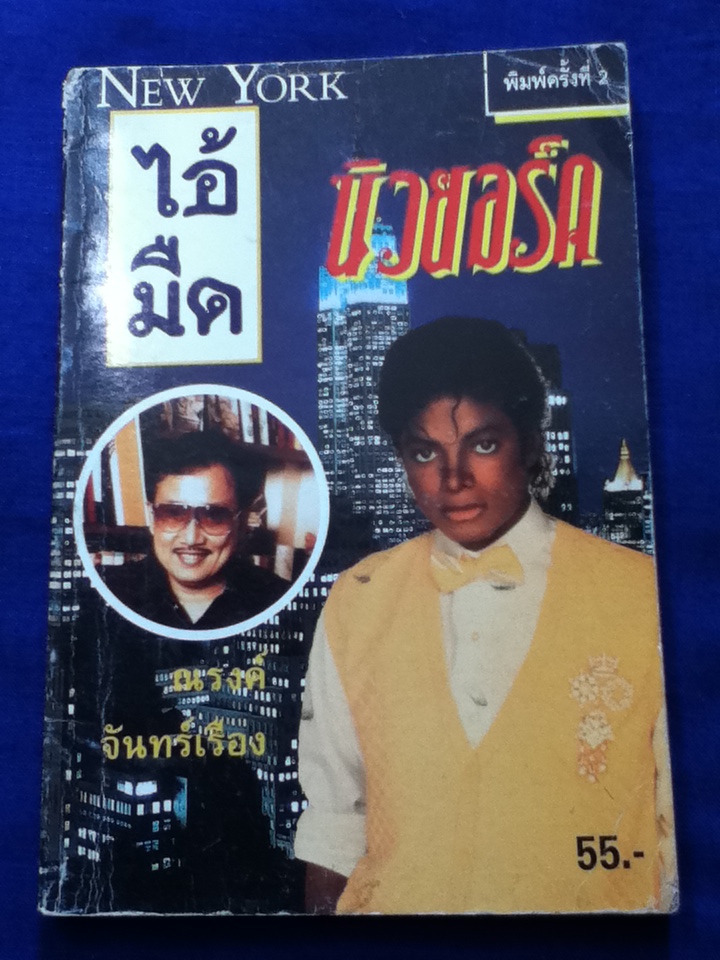 NEW YORK
พิมพ์ครั้งที่ 2
ไอ้
มืด
นิวยอร์ค
ณรงค์
จันทร์เรือง
55.-